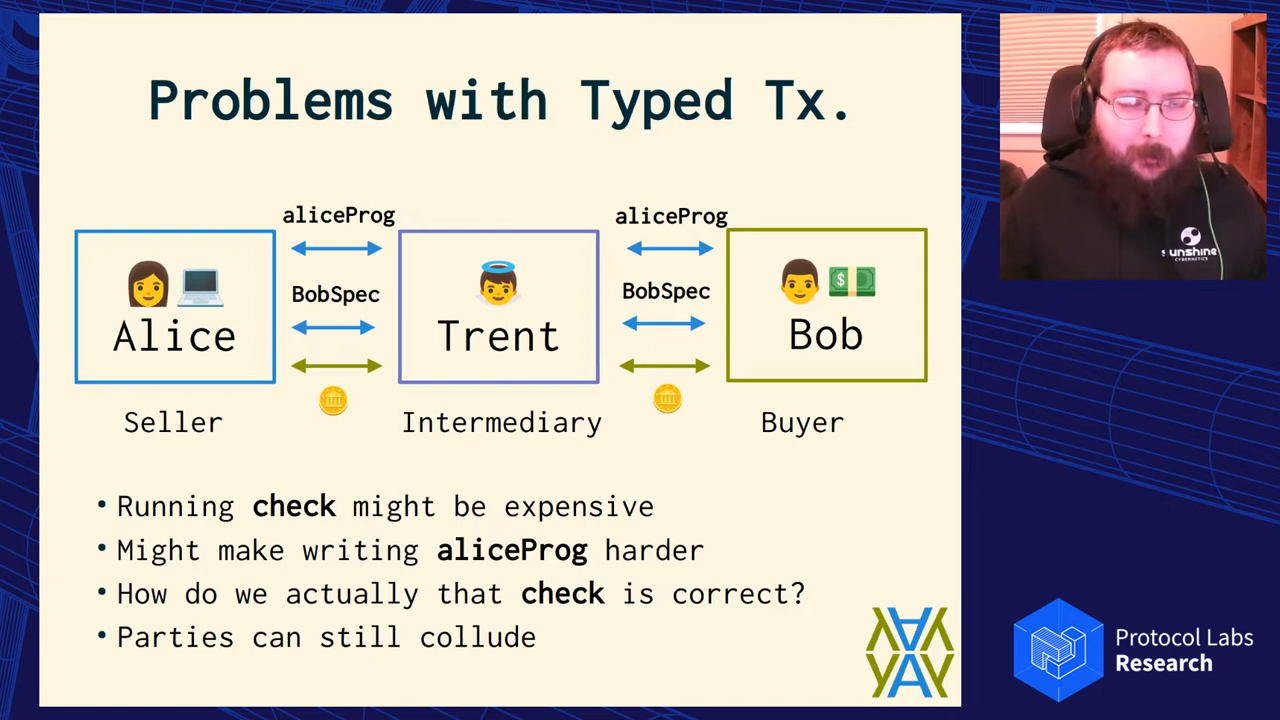 Problems with Typed Tx.
aliceProg
aliceProg
BobSpec
BobSpec
Alice
Trent
Bob
Seller
Intermediary
Buyer
• Running check might be expensive
• Might make writing aliceProg harder
• How do we actually that check is correct?
• Parties can still collude
sunshine
CYBERNETICS
Protocol Labs
Research